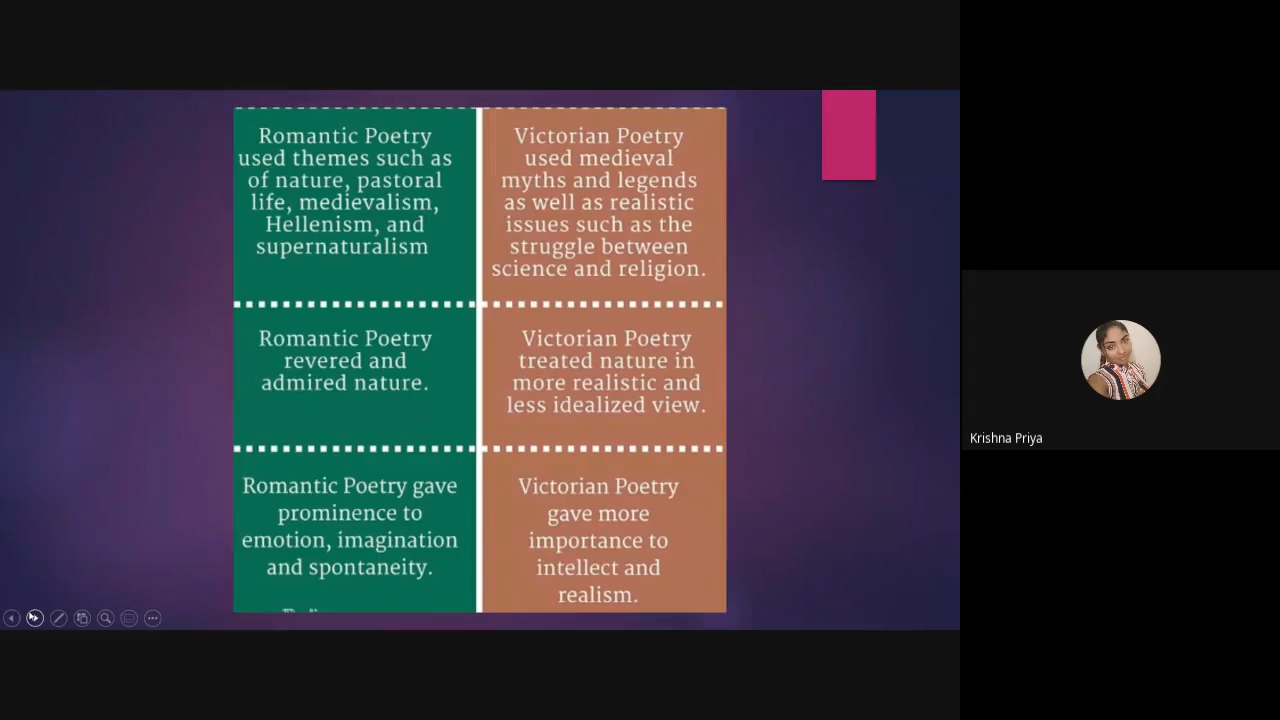 Romantic Poetry
used themes such as
of nature, pastoral
life, medievalism,
Hellenism, and
supernaturalism
Victorian Poetry
used medieval
myths and legends
as well as realistic
issues such as the
struggle between
science and religion.
Romantic Poetry
revered and
admired nature.
Victorian Poetry
treated nature in
more realistic and
less idealized view.
Romantic Poetry gave
prominence to
emotion, imagination
and spontaneity.
Victorian Poetry
gave more
importance to
intellect and
realism.
Krishna Priya